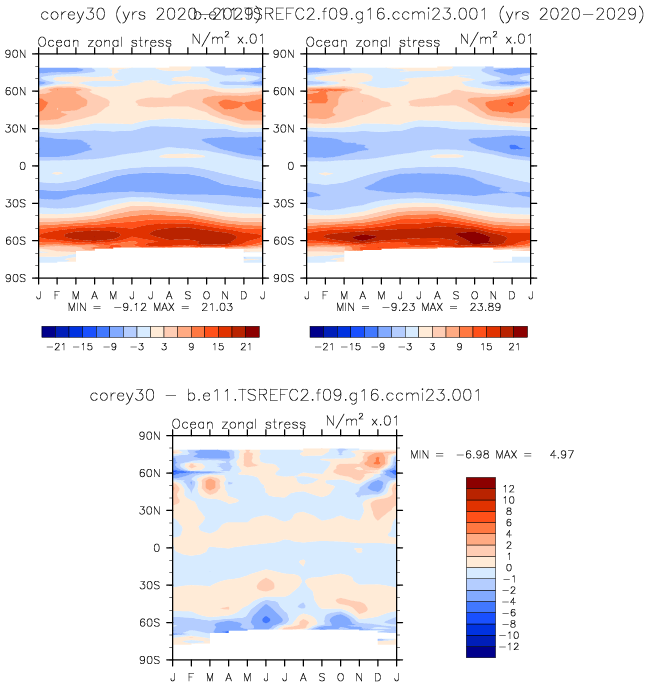 corey30 (yrs 2020-2029) b.e11.TSREFC2.f09.g16.ccmi23.001 (yrs 2020-2029)
Ocean zonal stress N/m² x.01 Ocean zonal stress N/m² x.01
90N 90N
60N 60N
30N 30N
0 0
30S 30S
60S 60S
90S 90S
J F M A M J J A S O N D J J F M A M J J A S O N D J
MIN = -9.12 MAX = 21.03 MIN = -9.23 MAX = 23.89
-21 -15 -9 -3 3 9 15 21 -21 -15 -9 -3 3 9 15 21
corey30 - b.e11.TSREFC2.f09.g16.ccmi23.001
Ocean zonal stress N/m² x.01
90N
MIN = -6.98 MAX = 4.97
60N
30N
0
30S
60S
90S
12
10
8
6
4
2
1
0
-1
-2
-4
-6
-8
-10
-12
J F M A M J J A S O N D J